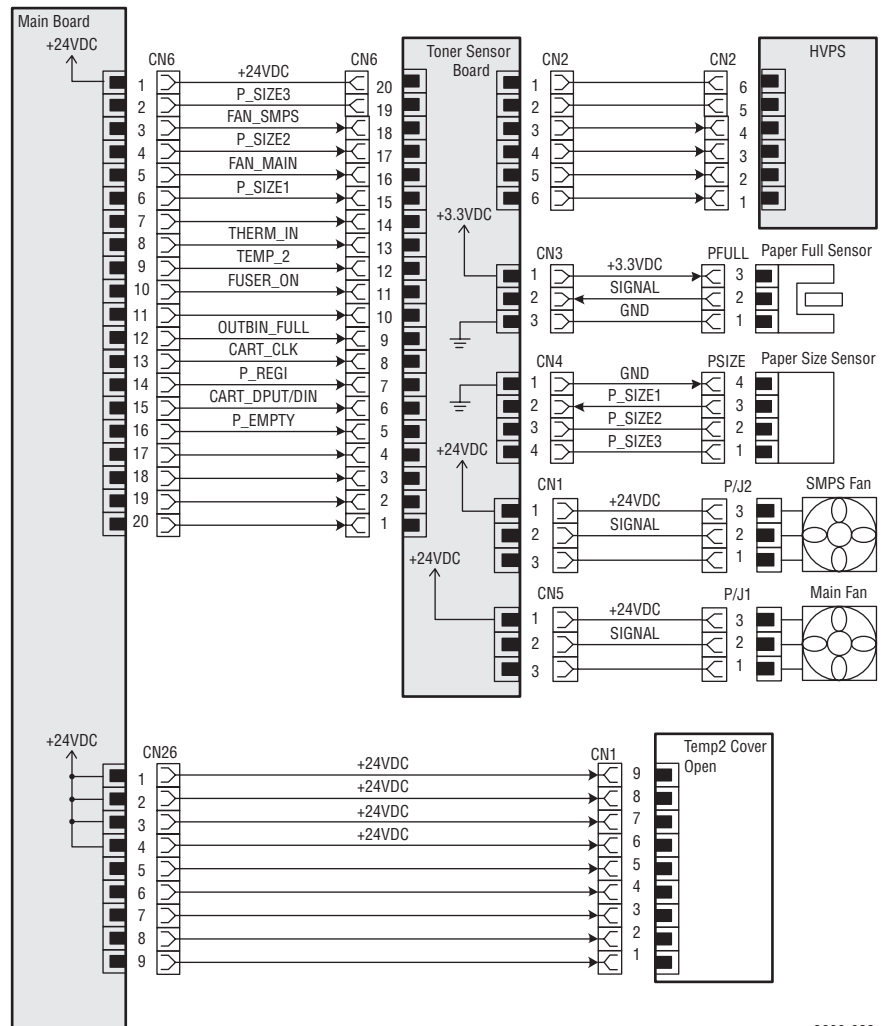 Main Board
+24VDC
CN6
CN6
1 +24VDC 20
2 P_SIZE3 19
3 FAN_SMPS 18
4 P_SIZE2 17
5 FAN_MAIN 16
6 P_SIZE1 15
7 14
8 THERM_IN 13
9 TEMP_2 12
10 FUSER_ON 11
11 10
12 OUTBIN_FULL 9
13 CART_CLK 8
14 P_REGI 7
15 CART_DPUT/DIN 6
16 P_EMPTY 5
17 4
18 3
19 2
20 1
Toner Sensor
Board
CN2
CN2
HVPS
1 6
2 5
3 4
4 3
5 2
6 1
+3.3VDC
CN3
PFULL
Paper Full Sensor
1 +3.3VDC 3
2 SIGNAL 2
3 GND 1
CN4
PSIZE
Paper Size Sensor
1 GND 4
2 P_SIZE1 3
3 P_SIZE2 2
4 P_SIZE3 1
+24VDC
CN1
P/J2
SMPS Fan
1 +24VDC 3
2 SIGNAL 2
3 1
+24VDC
CN5
P/J1
Main Fan
1 +24VDC 3
2 SIGNAL 2
3 1
+24VDC
CN26
CN1
Temp2 Cover
Open
1 +24VDC 9
2 +24VDC 8
3 +24VDC 7
4 +24VDC 6
5 5
6 4
7 3
8 2
9 1